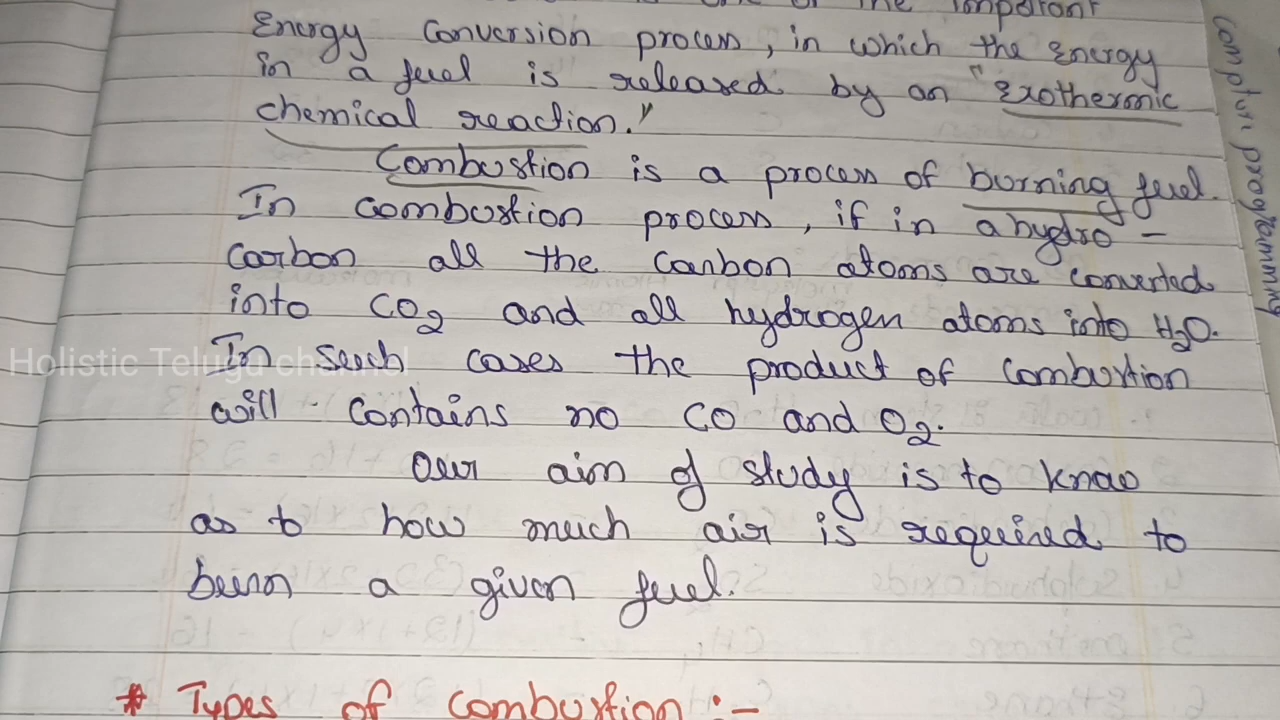 the important
Energy conversion process, in which the Energy
in a fuel is released by an "Exothermic
chemical reaction."
Combustion is a process of burning fuel.
In combustion process, if in a hydro -
carbon all the carbon atoms are converted
into CO2 and all hydrogen atoms into H2O.
In such cases the product of combustion
will contains no CO and O2.
Our aim of study is to know
as to how much air is required to
burn a given fuel.
* Types of combustion :-
programming
Holistic Telugu channel